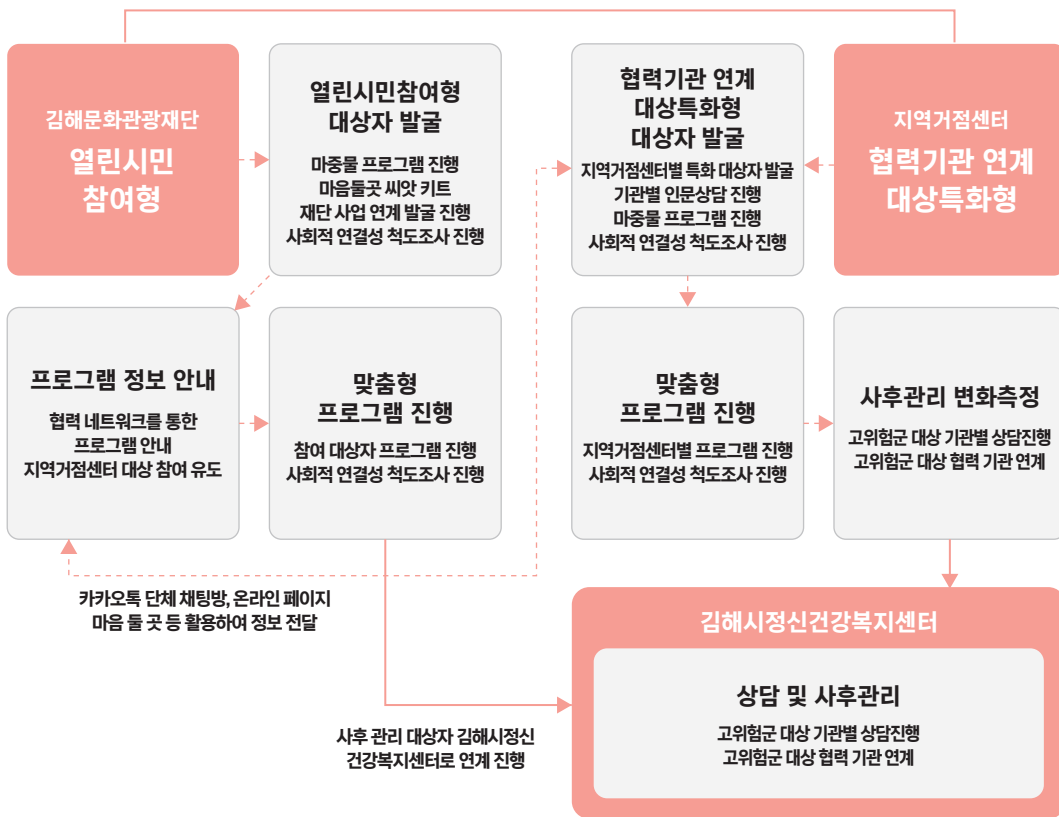 김해문화관광재단
열린시민
참여형
열린시민참여형
대상자 발굴
마중물 프로그램 진행
마음둘곳 씨앗 키트
재단 사업 연계 발굴 진행
사회적 연결성 척도조사 진행
협력기관 연계
대상특화형
대상자 발굴
지역거점센터별 특화 대상자 발굴
기관별 인문상담 진행
마중물 프로그램 진행
사회적 연결성 척도조사 진행
지역거점센터
협력기관 연계
대상특화형
프로그램 정보 안내
협력 네트워크를 통한
프로그램 안내
지역거점센터 대상 참여 유도
맞춤형
프로그램 진행
참여 대상자 프로그램 진행
사회적 연결성 척도조사 진행
맞춤형
프로그램 진행
지역거점센터별 프로그램 진행
사회적 연결성 척도조사 진행
사후관리 변화측정
고위험군 대상 기관별 상담진행
고위험군 대상 협력 기관 연계
카카오톡 단체 채팅방, 온라인 페이지
마음 둘 곳 등 활용하여 정보 전달
사후 관리 대상자 김해시정신
건강복지센터로 연계 진행
김해시정신건강복지센터
상담 및 사후관리
고위험군 대상 기관별 상담진행
고위험군 대상 협력 기관 연계